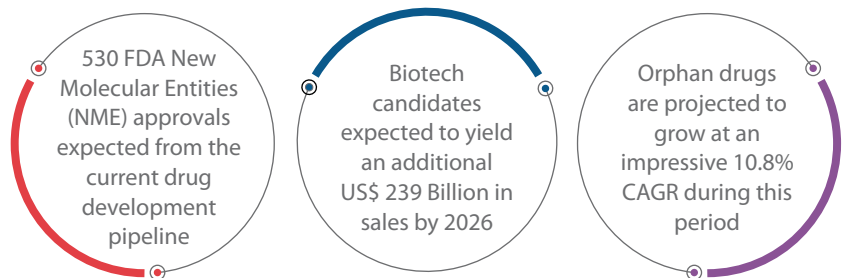 530 FDA New
Molecular Entities
(NME) approvals
expected from the
current drug
development
pipeline
Biotech
candidates
expected to yield
an additional
US$ 239 Billion in
sales by 2026
Orphan drugs
are projected to
grow at an
impressive 10.8%
CAGR during this
period